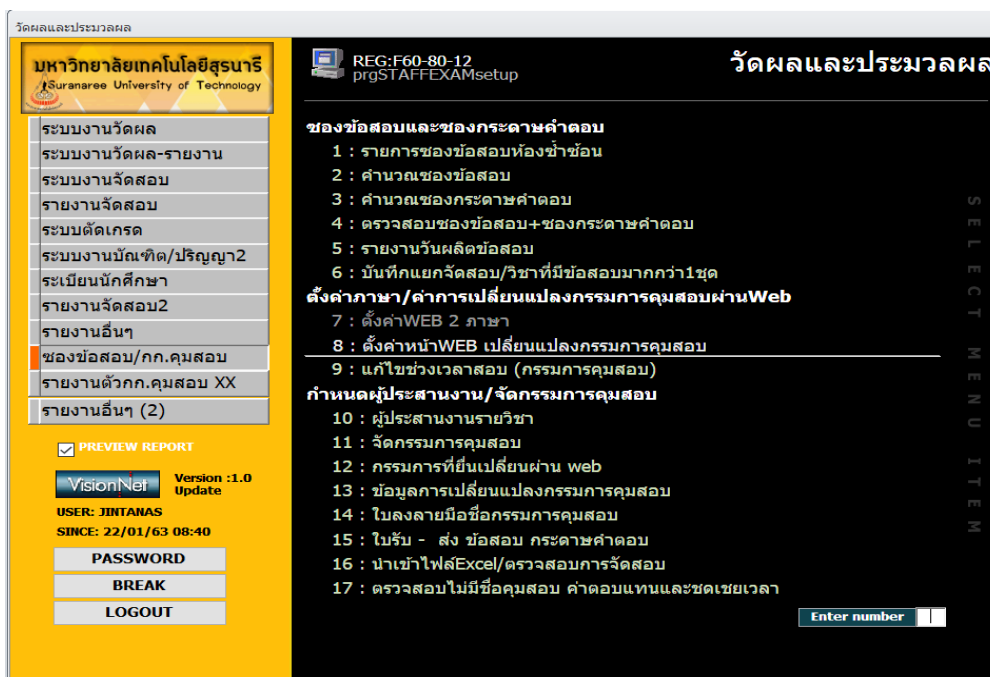 วัดผลและประมวลผล
มหาวิทยาลัยเทคโนโลยีสุรนารี
Suranaree University of Technology
ระบบงานวัดผล
ระบบงานวัดผล-รายงาน
ระบบงานจัดสอบ
รายงานจัดสอบ
ระบบตัดเกรด
ระบบงานบัณฑิต/ปริญญา2
ระเบียนนักศึกษา
รายงานจัดสอบ2
รายงานอื่นๆ
ซองข้อสอบ/กก.คุมสอบ
รายงานตัวกก.คุมสอบ XX
รายงานอื่นๆ (2)
PREVIEW REPORT
VisionNet
Version :1.0
Update
USER: JINTANAS
SINCE: 22/01/63 08:40
PASSWORD
BREAK
LOGOUT
REG:F60-80-12
prgSTAFFEXAMsetup
วัดผลและประมวลผล
ซองข้อสอบและซองกระดาษคำตอบ
1 : รายการซองข้อสอบห้องซ้ำซ้อน
2 : คำนวณซองข้อสอบ
3 : คำนวณซองกระดาษคำตอบ
4 : ตรวจสอบซองข้อสอบ+ซองกระดาษคำตอบ
5 : รายงานวันผลิตข้อสอบ
6 : บันทึกแยกจัดสอบ/วิชาที่มีข้อสอบมากกว่า1ชุด
ตั้งค่าภาษา/ค่าการเปลี่ยนแปลงกรรมการคุมสอบผ่านWeb
7 : ตั้งค่าWEB 2 ภาษา
8 : ตั้งค่าหน้าWEB เปลี่ยนแปลงกรรมการคุมสอบ
9 : แก้ไขช่วงเวลาสอบ (กรรมการคุมสอบ)
กำหนดผู้ประสานงาน/จัดกรรมการคุมสอบ
10 : ผู้ประสานงานรายวิชา
11 : จัดกรรมการคุมสอบ
12 : กรรมการที่ยื่นเปลี่ยนผ่าน web
13 : ข้อมูลการเปลี่ยนแปลงกรรมการคุมสอบ
14 : ใบลงลายมือชื่อกรรมการคุมสอบ
15 : ใบรับ - ส่ง ข้อสอบ กระดาษคำตอบ
16 : นำเข้าไฟล์Excel/ตรวจสอบการจัดสอบ
17 : ตรวจสอบไม่มีชื่อคุมสอบ ค่าตอบแทนและชดเชยเวลา
Enter number
SELECT MENU ITEM